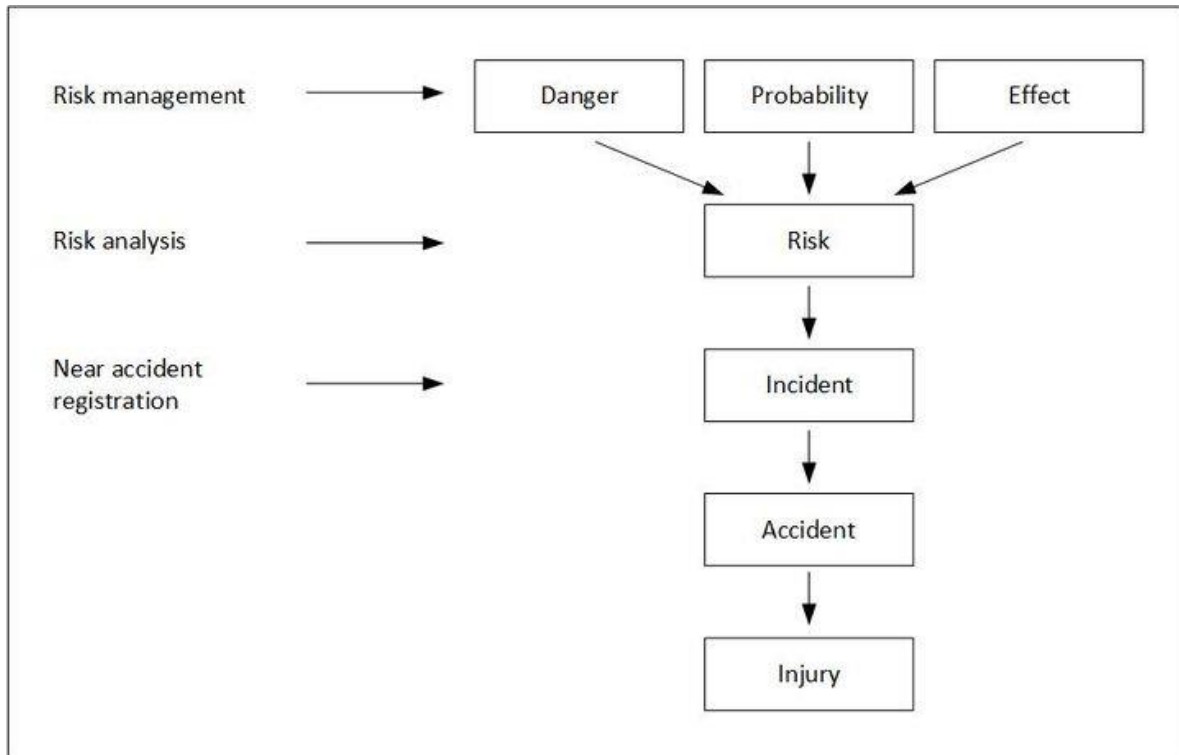 Risk management
Danger
Probability
Effect
Risk analysis
Risk
Near accident
registration
Incident
Accident
Injury